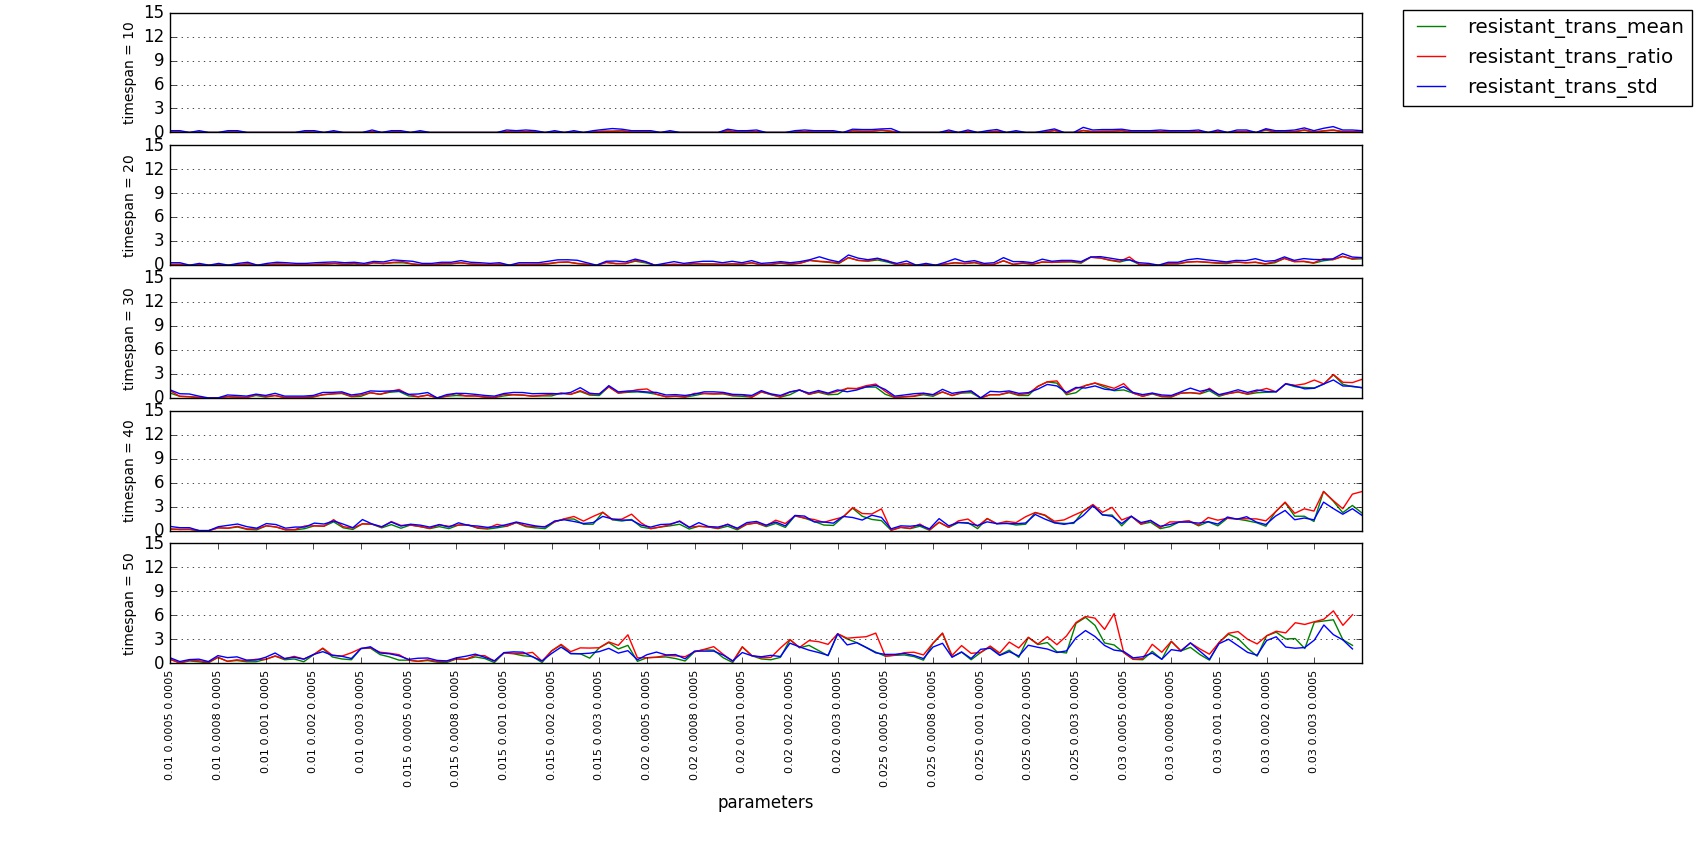 timespan = 10
15
12
9
6
3
0
timespan = 20
15
12
9
6
3
0
timespan = 30
15
12
9
6
3
0
timespan = 40
15
12
9
6
3
0
timespan = 50
15
12
9
6
3
0
0.01 0.0005 0.0005
0.01 0.0008 0.0005
0.01 0.001 0.0005
0.01 0.002 0.0005
0.01 0.003 0.0005
0.015 0.0005 0.0005
0.015 0.0008 0.0005
0.015 0.001 0.0005
0.015 0.002 0.0005
0.015 0.003 0.0005
0.02 0.0005 0.0005
0.02 0.0008 0.0005
0.02 0.001 0.0005
0.02 0.002 0.0005
0.02 0.003 0.0005
0.025 0.0005 0.0005
0.025 0.0008 0.0005
0.025 0.001 0.0005
0.025 0.002 0.0005
0.025 0.003 0.0005
0.03 0.0005 0.0005
0.03 0.0008 0.0005
0.03 0.001 0.0005
0.03 0.002 0.0005
0.03 0.003 0.0005
parameters
resistant_trans_mean
resistant_trans_ratio
resistant_trans_std